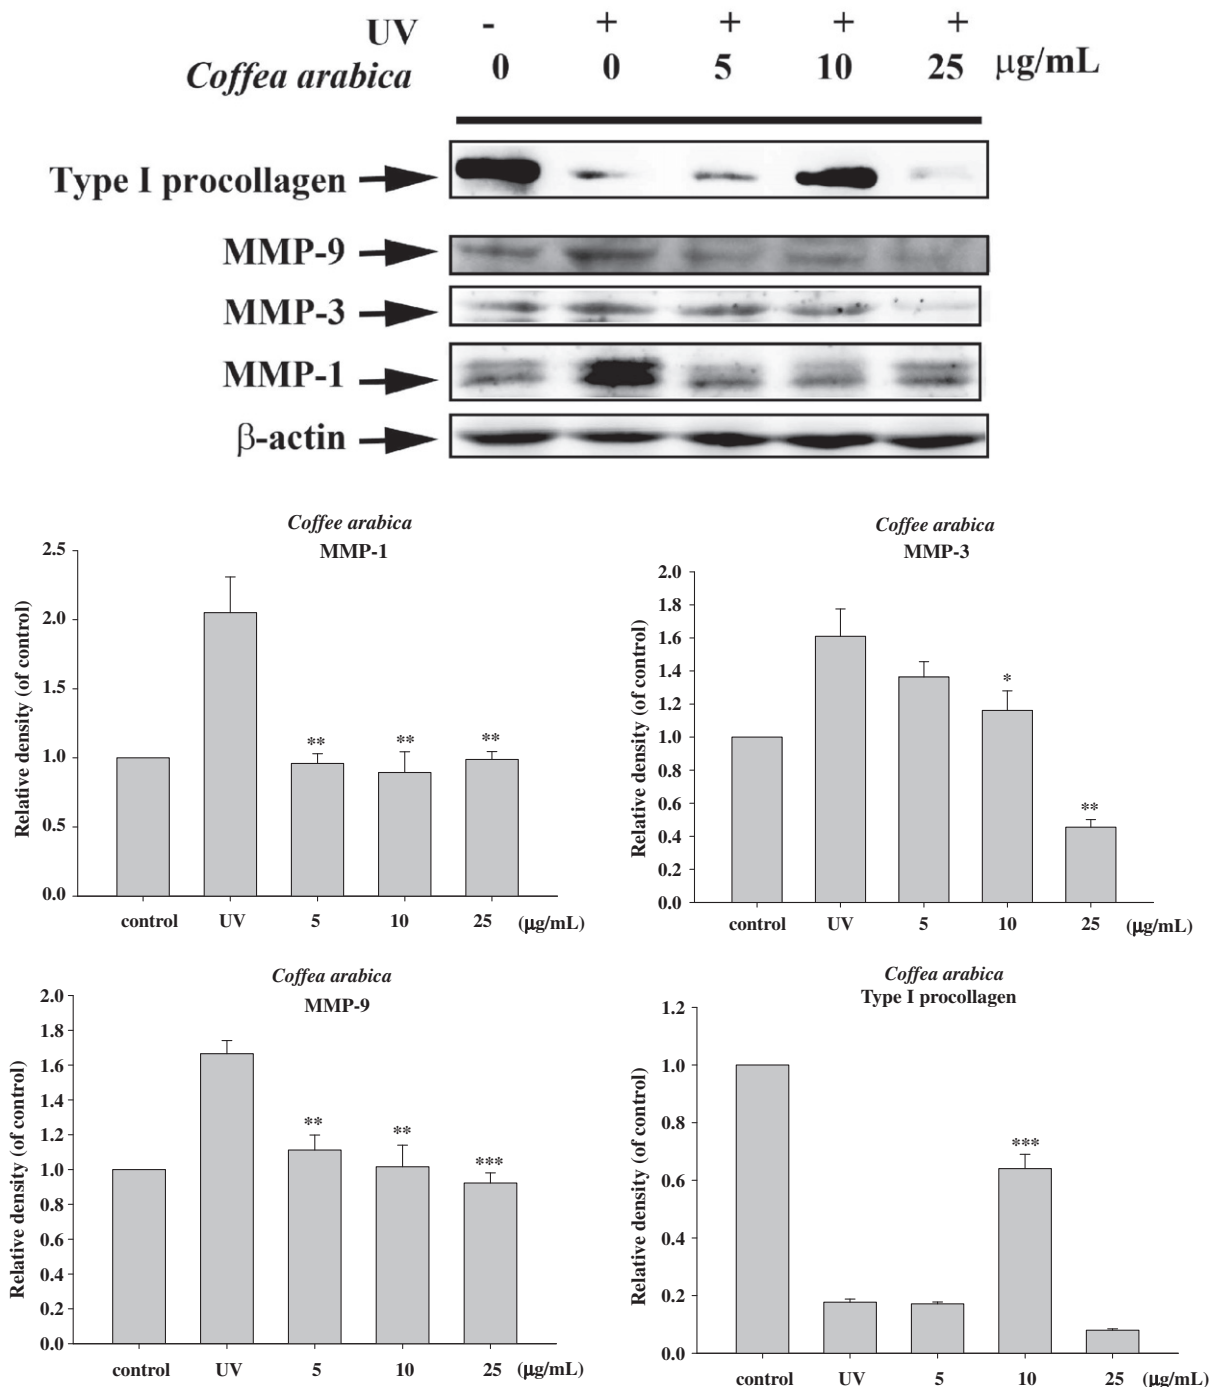 UV - + + + +
Coffea arabica 0 0 5 10 25 μg/mL
Type I procollagen
MMP-9
MMP-3
MMP-1
β-actin
Coffee arabica
MMP-1
Relative density (of control)
2.5
2.0
1.5
1.0
0.5
0.0
** ** **
control UV 5 10 25 (μg/mL)
Coffee arabica
MMP-3
Relative density (of control)
2.0
1.8
1.6
1.4
1.2
1.0
0.8
0.6
0.4
0.2
0.0
*
**
control UV 5 10 25 (μg/mL)
Coffea arabica
MMP-9
Relative density (of control)
2.0
1.8
1.6
1.4
1.2
1.0
0.8
0.6
0.4
0.2
0.0
** ** ***
control UV 5 10 25 (μg/mL)
Coffea arabica
Type I procollagen
Relative density (of control)
1.2
1.0
0.8
0.6
0.4
0.2
0.0
***
control UV 5 10 25 (μg/mL)